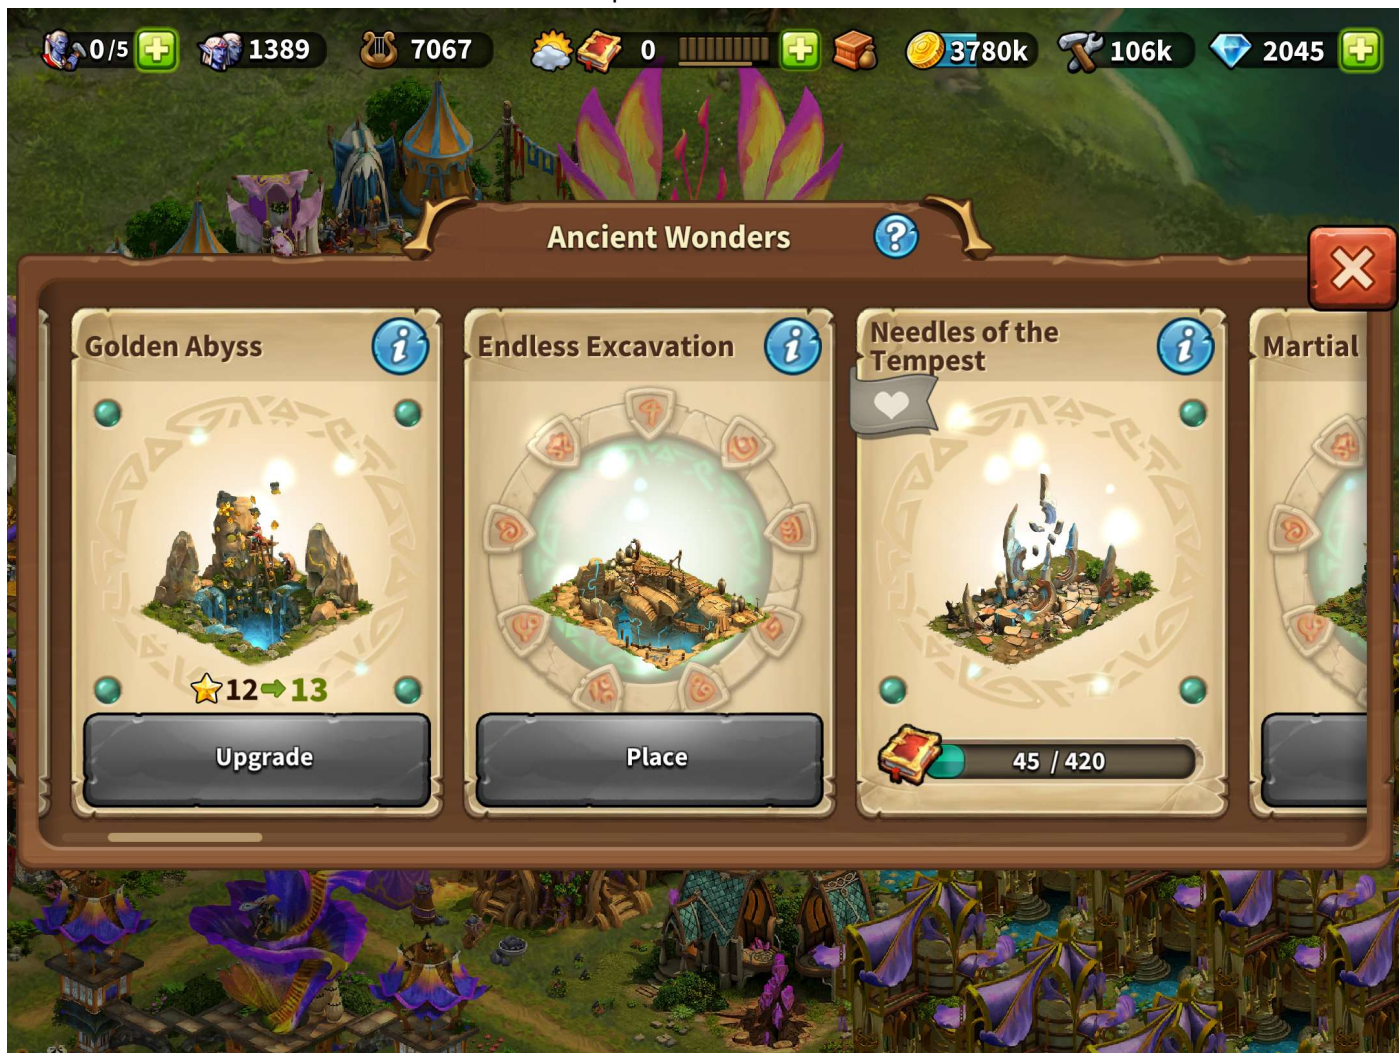 0/5
1389
7067
0
3780k
106k
2045
Ancient Wonders
?
Golden Abyss
i
Endless Excavation
i
Needles of the
Tempest
i
Martial
12 13
Upgrade
Place
45 / 420